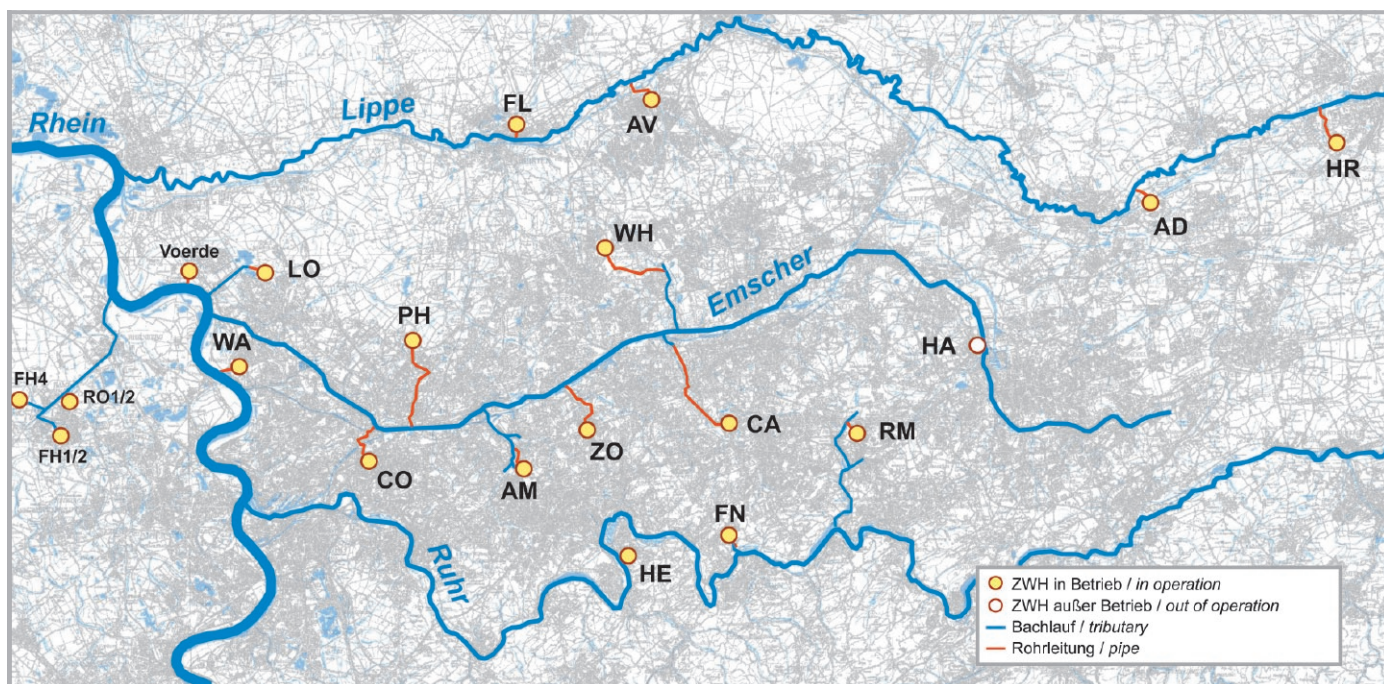 FL
Lippe
AV
Rhein
HR
AD
WH
Voerde
LO
Emscher
PH
HA
WA
FH4
RO1/2
CA
RM
ZO
FH1/2
CO
AM
FN
Ruhr
HE
ZWH in Betrieb / in operation
ZWH außer Betrieb / out of operation
Bachlauf / tributary
Rohrleitung / pipe